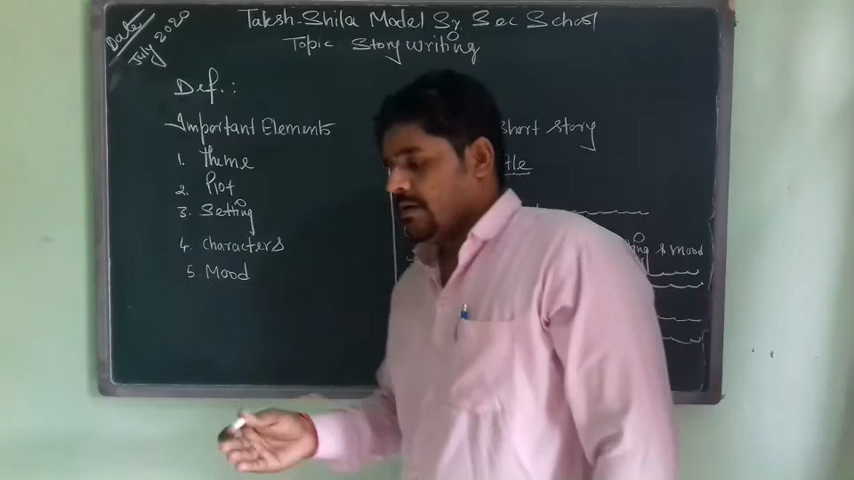 Date
July 2020
Taksh-Shila Model Sr. Sec School
Topic Story writing
Def.:
Important Elements
1. Theme
2. Plot
3. Setting
4. Characters
5. Mood
Short Story
& Mood